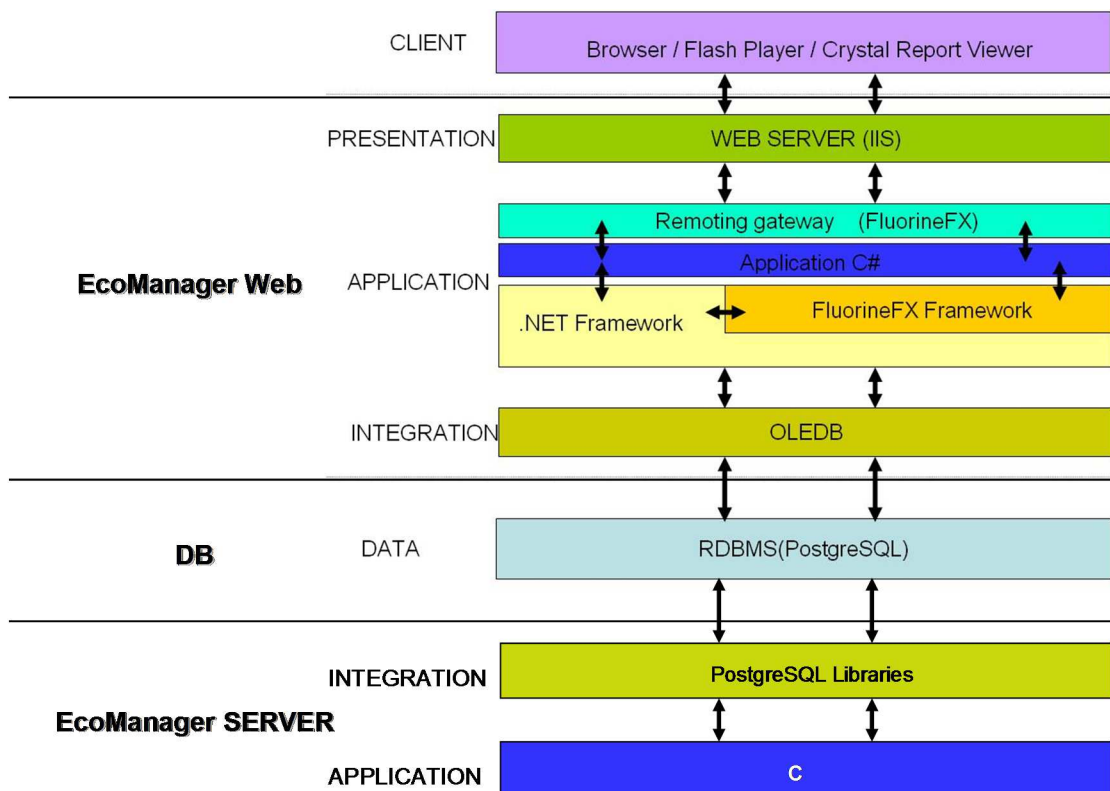 CLIENT
Browser / Flash Player / Crystal Report Viewer
PRESENTATION
WEB SERVER (IIS)
Remoting gateway (FluorineFX)
Application C#
EcoManager Web
APPLICATION
.NET Framework
FluorineFX Framework
INTEGRATION
OLEDB
DB
DATA
RDBMS(PostgreSQL)
INTEGRATION
PostgreSQL Libraries
EcoManager SERVER
APPLICATION
C